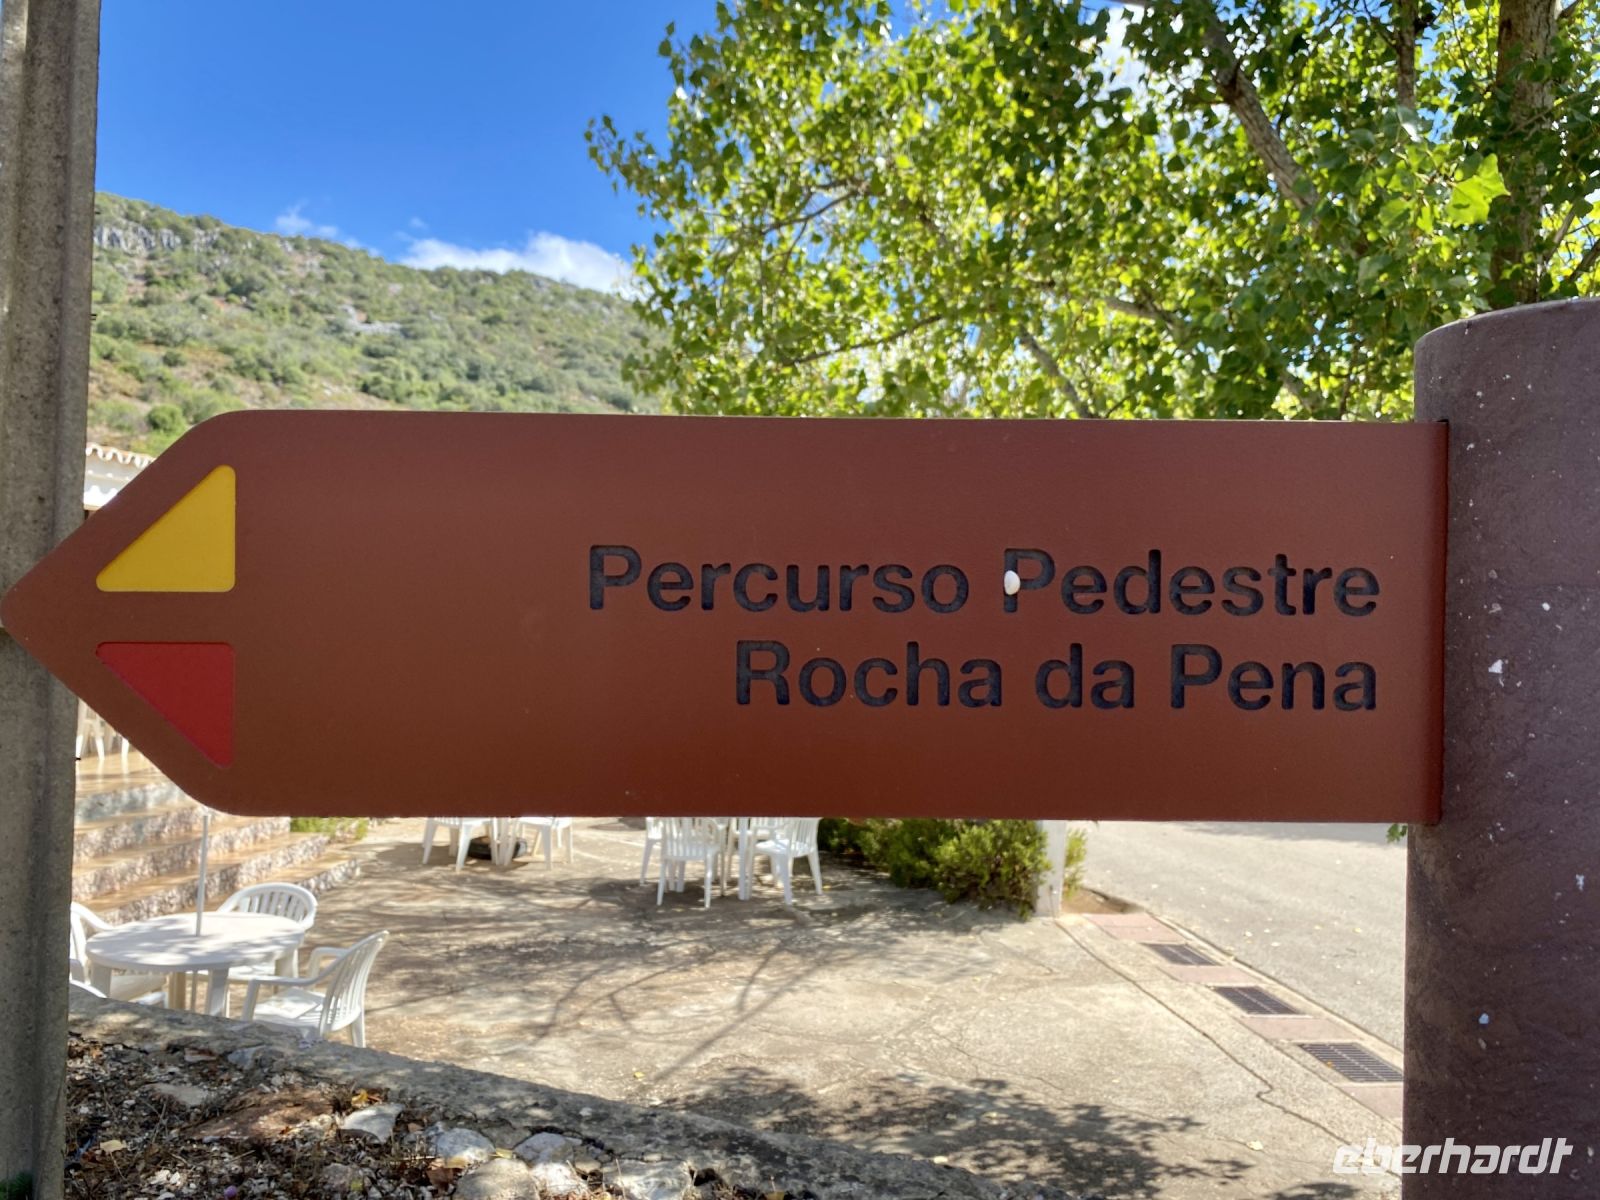 Percurso Pedestre
Rocha da Pena
eberhardt